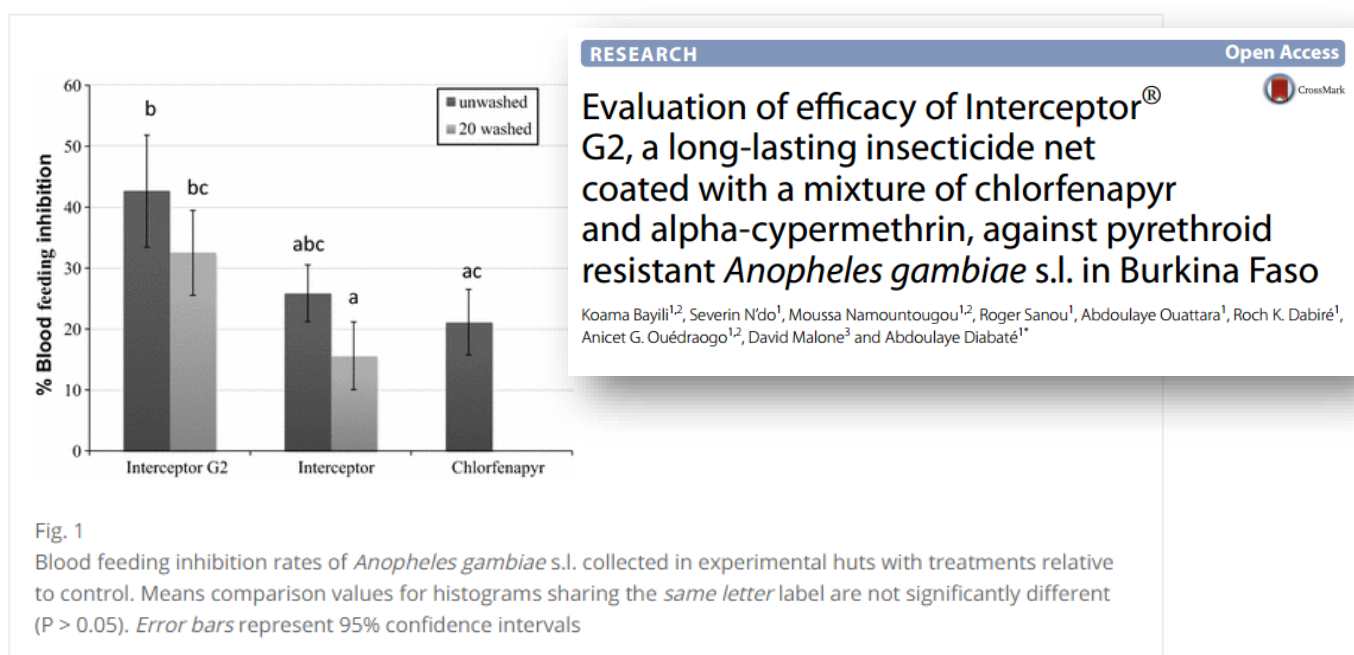 RESEARCH
Open Access
CrossMark
Evaluation of efficacy of Interceptor®
G2, a long-lasting insecticide net
coated with a mixture of chlorfenapyr
and alpha-cypermethrin, against pyrethroid
resistant Anopheles gambiae s.l. in Burkina Faso
Koama Bayili1,2, Severin N’do1, Moussa Namountougou1,2, Roger Sanou1, Abdoulaye Ouattara1, Roch K. Dabiré1,
Anicet G. Ouédraogo1,2, David Malone3 and Abdoulaye Diabaté1*
% Blood feeding inhibition
60
50
40
30
20
10
0
b
bc
abc
a
ac
unwashed
20 washed
Interceptor G2
Interceptor
Chlorfenapyr
Fig. 1
Blood feeding inhibition rates of Anopheles gambiae s.l. collected in experimental huts with treatments relative
to control. Means comparison values for histograms sharing the same letter label are not significantly different
(P > 0.05). Error bars represent 95% confidence intervals